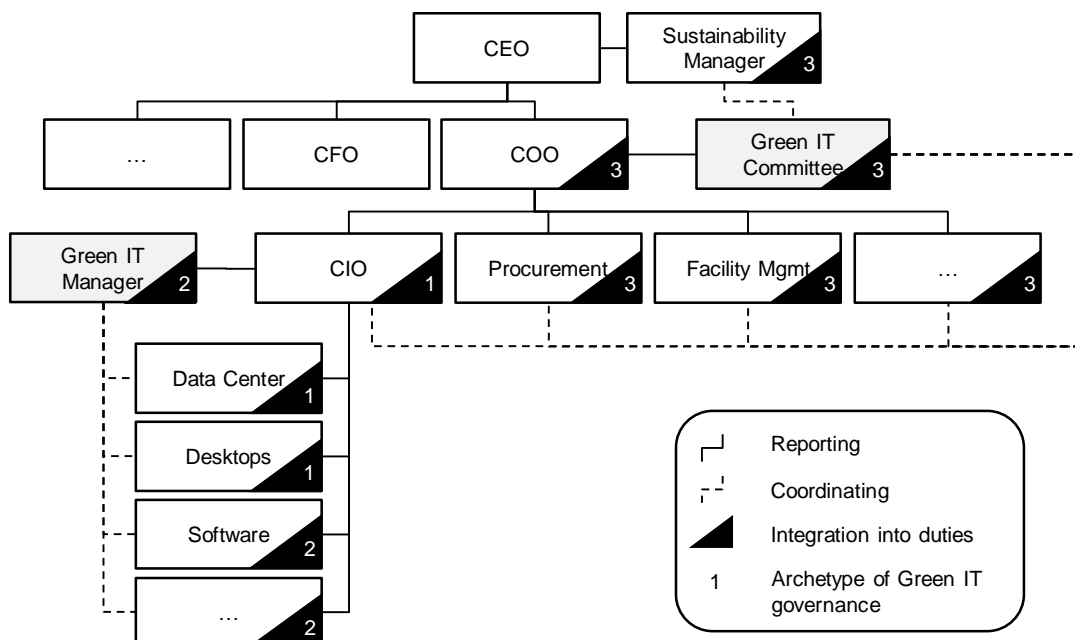 CEO
Sustainability
Manager
3
…
CFO
COO
3
Green IT
Committee
3
Green IT
Manager
2
CIO
1
Procurement
3
Facility Mgmt
3
…
3
Data Center
1
Desktops
1
Software
2
…
2
Reporting
Coordinating
Integration into duties
1
Archetype of Green IT
governance